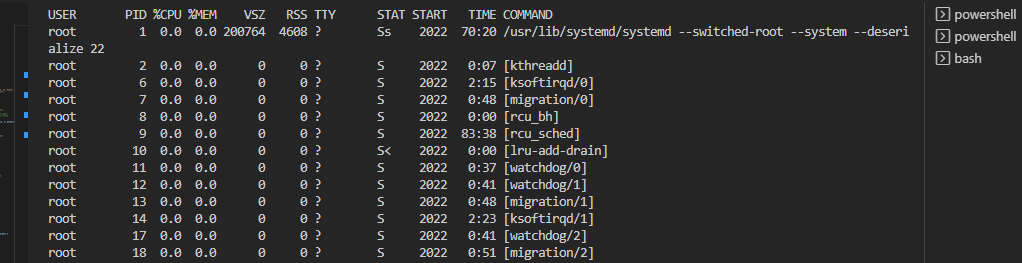 USER PID %CPU %MEM VSZ RSS TTY STAT START TIME COMMAND
root 1 0.0 0.0 200764 4608 ? Ss 2022 70:20 /usr/lib/systemd/systemd --switched-root --system --deseri
alize 22
root 2 0.0 0.0 0 0 ? S 2022 0:07 [kthreadd]
root 6 0.0 0.0 0 0 ? S 2022 2:15 [ksoftirqd/0]
root 7 0.0 0.0 0 0 ? S 2022 0:48 [migration/0]
root 8 0.0 0.0 0 0 ? S 2022 0:00 [rcu_bh]
root 9 0.0 0.0 0 0 ? S 2022 83:38 [rcu_sched]
root 10 0.0 0.0 0 0 ? S< 2022 0:00 [lru-add-drain]
root 11 0.0 0.0 0 0 ? S 2022 0:37 [watchdog/0]
root 12 0.0 0.0 0 0 ? S 2022 0:41 [watchdog/1]
root 13 0.0 0.0 0 0 ? S 2022 0:48 [migration/1]
root 14 0.0 0.0 0 0 ? S 2022 2:23 [ksoftirqd/1]
root 17 0.0 0.0 0 0 ? S 2022 0:41 [watchdog/2]
root 18 0.0 0.0 0 0 ? S 2022 0:51 [migration/2]
powershell
powershell
bash